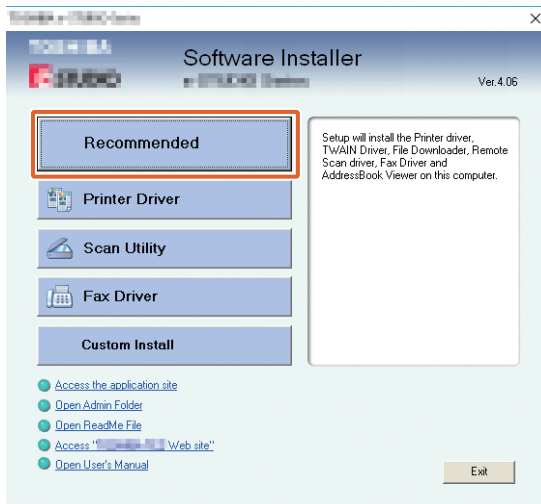 Software Installer
Ver.4.06
Recommended
Setup will install the Printer driver,
TWAIN Driver, File Downloader, Remote
Scan driver, Fax Driver and
AddressBook Viewer on this computer.
Printer Driver
Scan Utility
Fax Driver
Custom Install
Access the application site
Open Admin Folder
Open ReadMe File
Access " Web site"
Open User's Manual
Exit